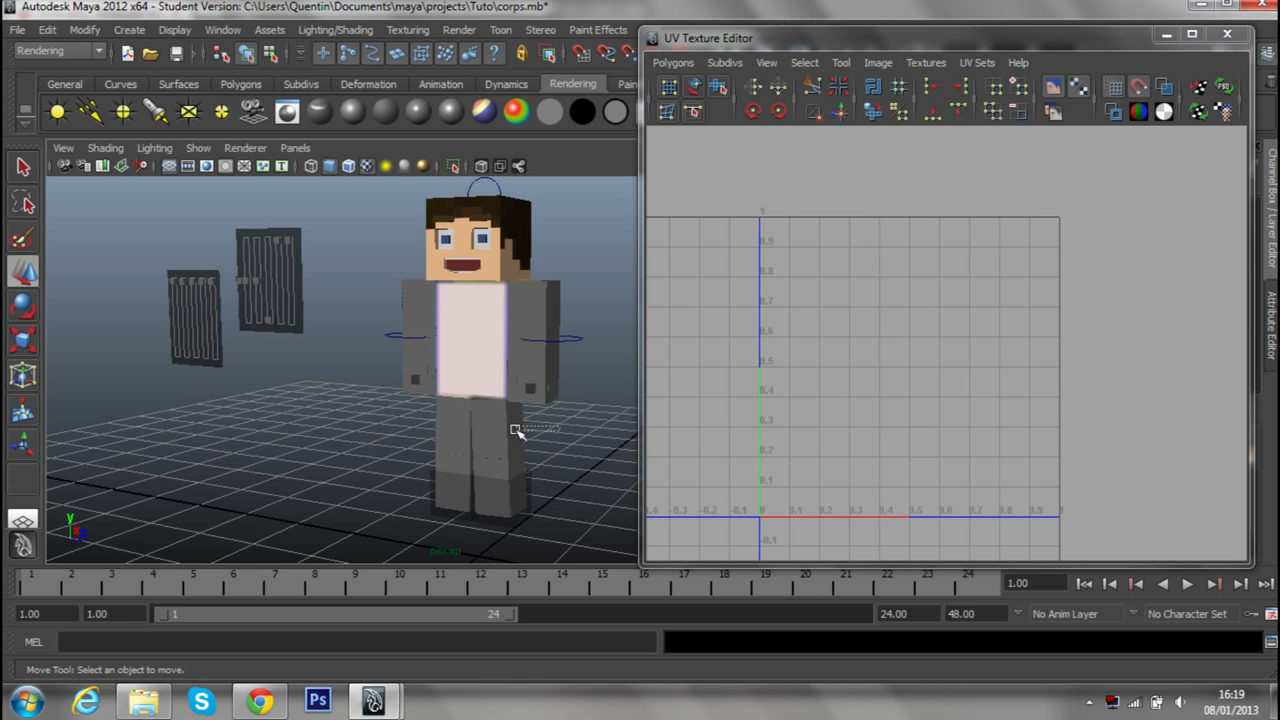 Autodesk Maya 2012 x64 - Student Version: C:\Users\Quentin\Documents\maya\projects\Tuto\corps.mb*
File Edit Modify Create Display Window Assets Lighting/Shading Texturing Render Toon Stereo Paint Effects
Rendering
General Curves Surfaces Polygons Subdivs Deformation Animation Dynamics Rendering
View Shading Lighting Show Renderer Panels
UV Texture Editor
Polygons Subdivs View Select Tool Image Textures UV Sets Help
1
0.9
0.8
0.7
0.6
0.5
0.4
0.3
0.2
0.1
-0.3 -0.2 -0.1 0 0.1 0.2 0.3 0.4 0.5 0.6 0.7 0.8 0.9 1
-0.1
Channel Box / Layer Editor
Attribute Editor
y
persp
1 2 3 4 5 6 7 8 9 10 11 12 13 14 15 16 17 18 19 20 21 22 23 24 1.00
1.00 1.00 1 24 24.00 48.00 No Anim Layer No Character Set
MEL
Move Tool: Select an object to move.
Ps
16:19
08/01/2013